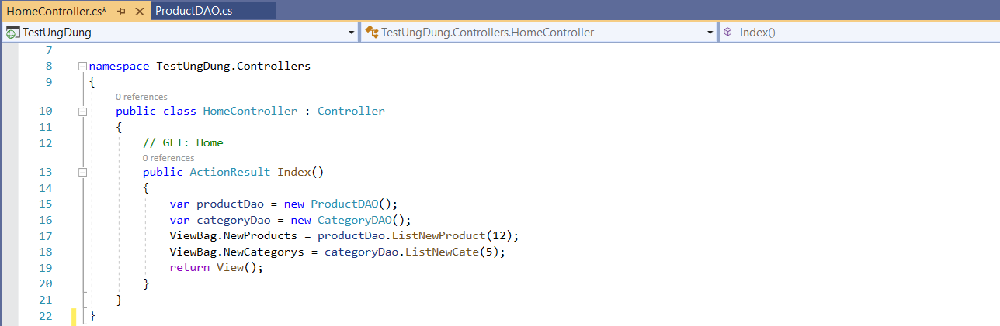 HomeController.cs* ProductDAO.cs
TestUngDung TestUngDung.Controllers.HomeController Index()
7
8 namespace TestUngDung.Controllers
9 {
0 references
10 public class HomeController : Controller
11 {
12 // GET: Home
0 references
13 public ActionResult Index()
14 {
15 var productDao = new ProductDAO();
16 var categoryDao = new CategoryDAO();
17 ViewBag.NewProducts = productDao.ListNewProduct(12);
18 ViewBag.NewCategorys = categoryDao.ListNewCate(5);
19 return View();
20 }
21 }
22 }